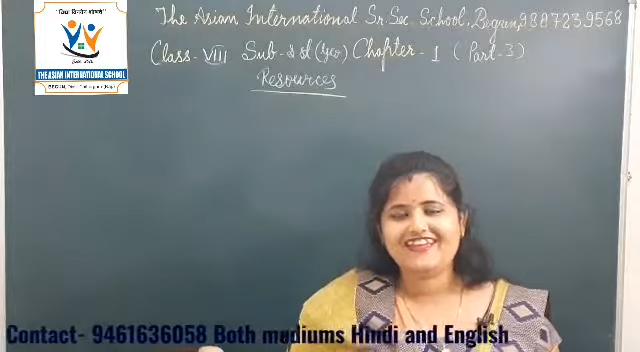 The Asian International Sr. Sec. School, Begun, 9387239568
Class-VIII Sub-S.St (Geo) Chapter-1 (Part-3)
Resources
THE ASIAN INTERNATIONAL SCHOOL
Contact- 9461636058 Both mediums Hindi and English